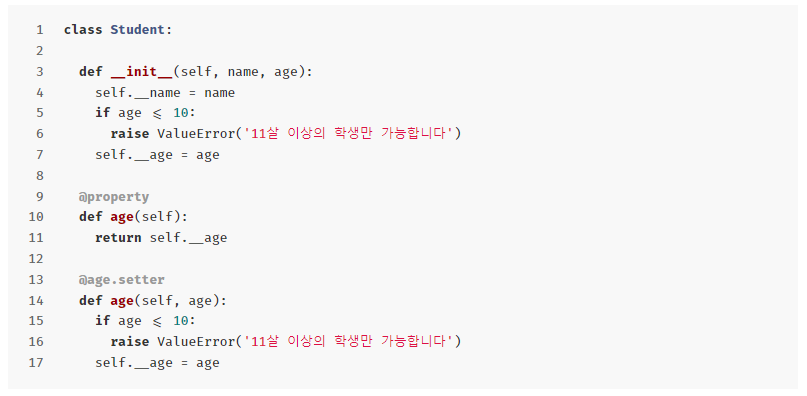 1 class Student:
2
3   def __init__(self, name, age):
4     self.__name = name
5     if age <= 10:
6       raise ValueError('11살 이상의 학생만 가능합니다')
7     self.__age = age
8
9   @property
10   def age(self):
11     return self.__age
12
13   @age.setter
14   def age(self, age):
15     if age <= 10:
16       raise ValueError('11살 이상의 학생만 가능합니다')
17     self.__age = age